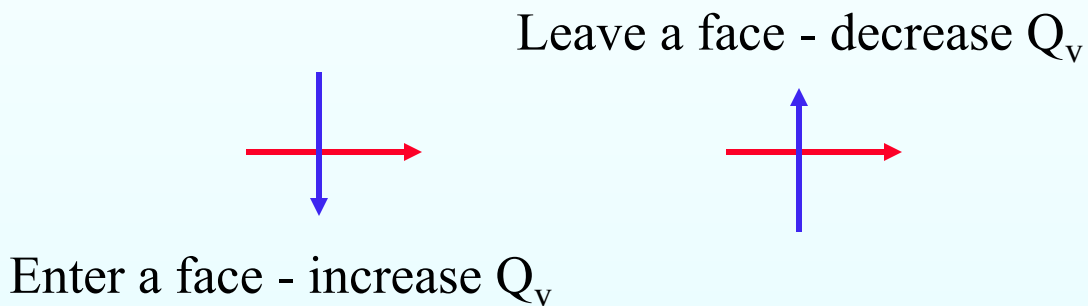 Leave a face - decrease Qv
Enter a face - increase Qv